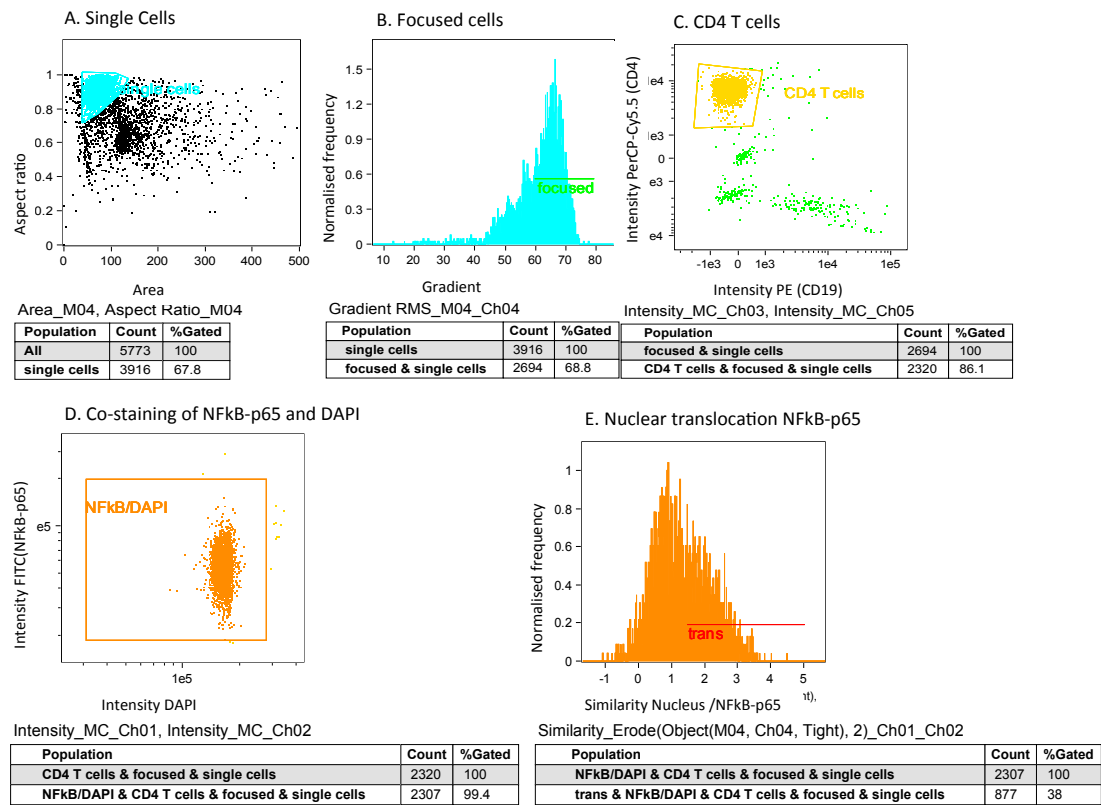 A. Single Cells
B. Focused cells
C. CD4 T cells
Aspect ratio
1
0.8
0.6
0.4
0.2
0
single cells
0 100 200 300 400 500
Area
Normalised frequency
1.5
1.2
0.9
0.6
0.3
0
focused
10 20 30 40 50 60 70 80
Gradient
Intensity PerCP-Cy5.5 (CD4)
e4
e3
0
e3
e4
CD4 T cells
-1e3 0 1e3 1e4 1e5
Intensity PE (CD19)
Area_M04, Aspect Ratio_M04
Population Count %Gated
All 5773 100
single cells 3916 67.8
Gradient RMS_M04_Ch04
Population Count %Gated
single cells 3916 100
focused & single cells 2694 68.8
Intensity_MC_Ch03, Intensity_MC_Ch05
Population Count %Gated
focused & single cells 2694 100
CD4 T cells & focused & single cells 2320 86.1
D. Co-staining of NFkB-p65 and DAPI
Intensity FITC(NFkB-p65)
e5
NFkB/DAPI
1e5
Intensity DAPI
E. Nuclear translocation NFkB-p65
Normalised frequency
1
0.8
0.6
0.4
0.2
0
trans
-1 0 1 2 3 4 5
Similarity Nucleus /NFkB-p65
nt),
Intensity_MC_Ch01, Intensity_MC_Ch02
Population Count %Gated
CD4 T cells & focused & single cells 2320 100
NFkB/DAPI & CD4 T cells & focused & single cells 2307 99.4
Similarity_Erode(Object(M04, Ch04, Tight), 2)_Ch01_Ch02
Population Count %Gated
NFkB/DAPI & CD4 T cells & focused & single cells 2307 100
trans & NFkB/DAPI & CD4 T cells & focused & single cells 877 38